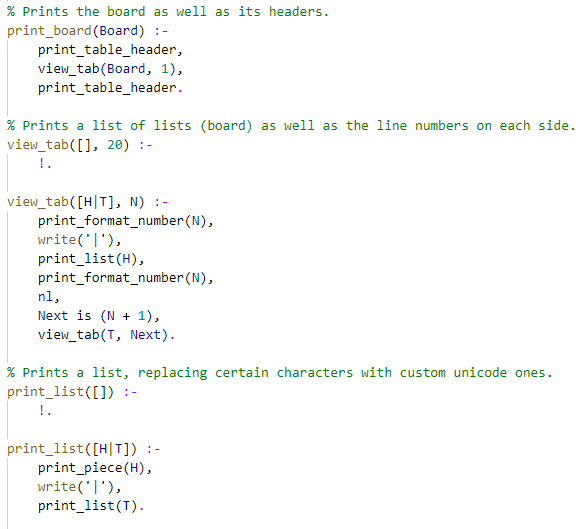 % Prints the board as well as its headers.
print_board(Board) :-
    print_table_header,
    view_tab(Board, 1),
    print_table_header.

% Prints a list of lists (board) as well as the line numbers on each side.
view_tab([], 20) :-
    !.

view_tab([H|T], N) :-
    print_format_number(N),
    write('|'),
    print_list(H),
    print_format_number(N),
    nl,
    Next is (N + 1),
    view_tab(T, Next).

% Prints a list, replacing certain characters with custom unicode ones.
print_list([]) :-
    !.

print_list([H|T]) :-
    print_piece(H),
    write('|'),
    print_list(T).